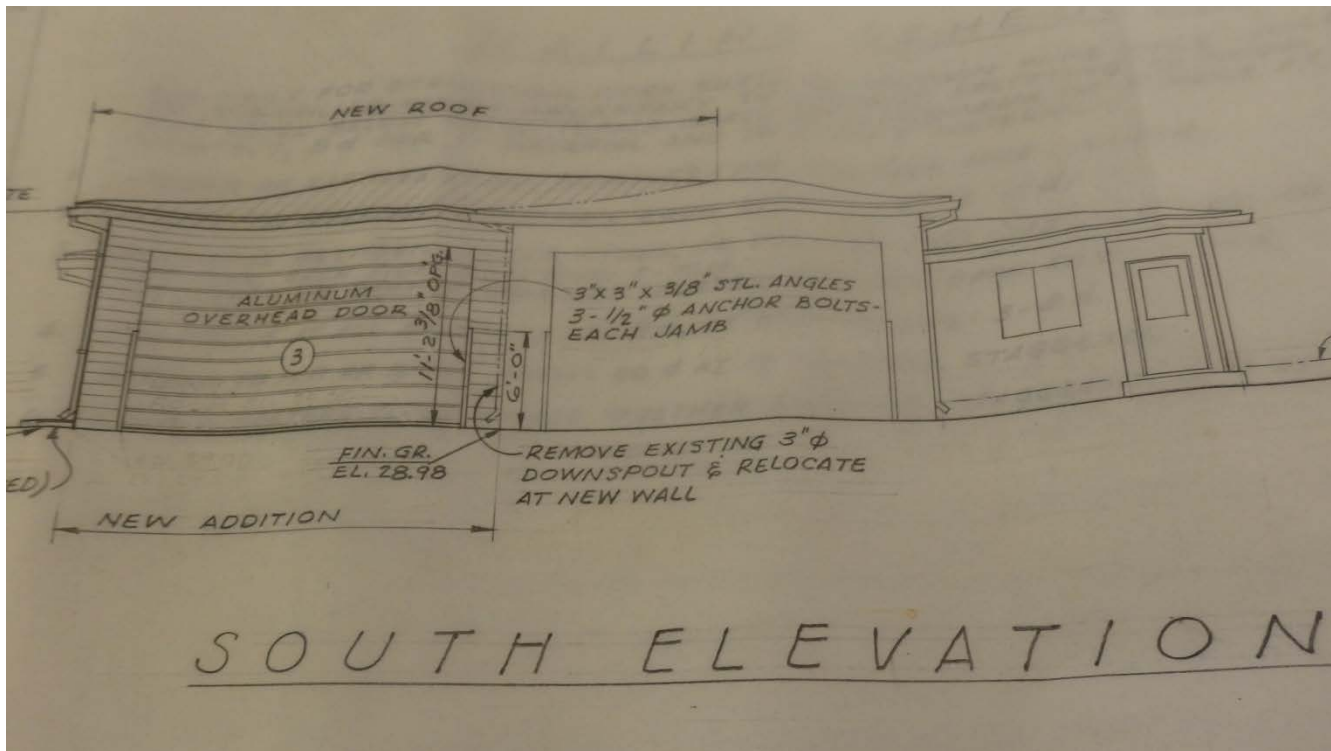 NEW ROOF
TE
ALUMINUM
OVERHEAD DOOR
3
11'-2 3/8" OPG.
6'-0"
3" X 3" X 3/8" STL. ANGLES
3-1/2" φ ANCHOR BOLTS-
EACH JAMB
FIN. GR.
EL. 28.98
REMOVE EXISTING 3" φ
DOWNSPOUT & RELOCATE
AT NEW WALL
ED)
NEW ADDITION
SOUTH ELEVATION